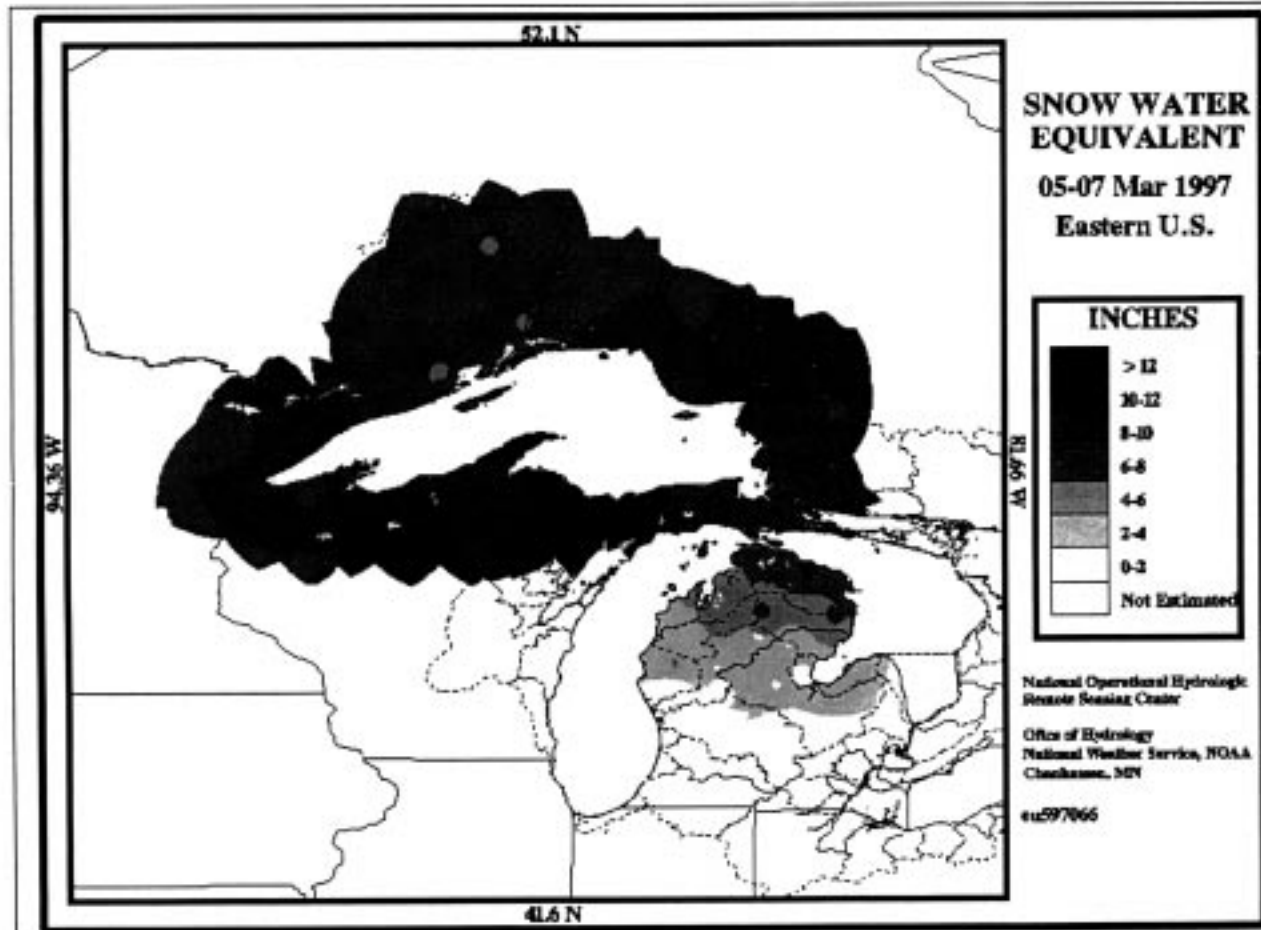 52.1 N
SNOW WATER
EQUIVALENT
05-07 Mar 1997
Eastern U.S.
INCHES
> 12
10-12
8-10
6-8
4-6
2-4
0-2
Not Estimated
94.36 W
81.66 W
National Operational Hydrologic
Remote Sensing Center
Office of Hydrology
National Weather Service, NOAA
Chanhassen, MN
eu597066
41.6 N